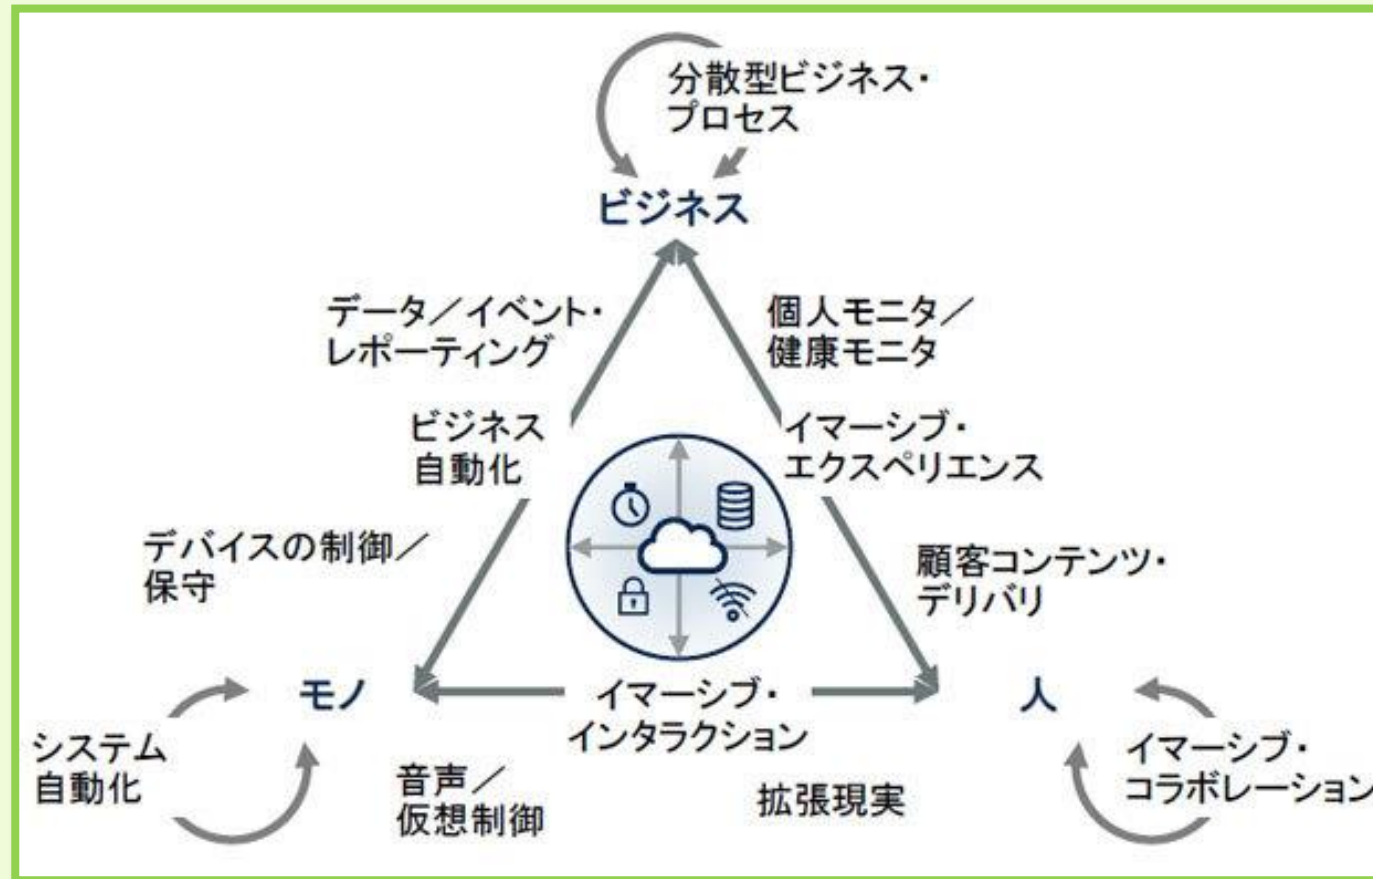 分散型ビジネス・
プロセス
ビジネス
データ／イベント・
レポーティング
個人モニタ／
健康モニタ
ビジネス
自動化
イマーシブ・
エクスペリエンス
デバイスの制御／
保守
顧客コンテンツ・
デリバリ
モノ
イマーシブ・
インタラクション
人
システム
自動化
音声／
仮想制御
拡張現実
イマーシブ・
コラボレーション